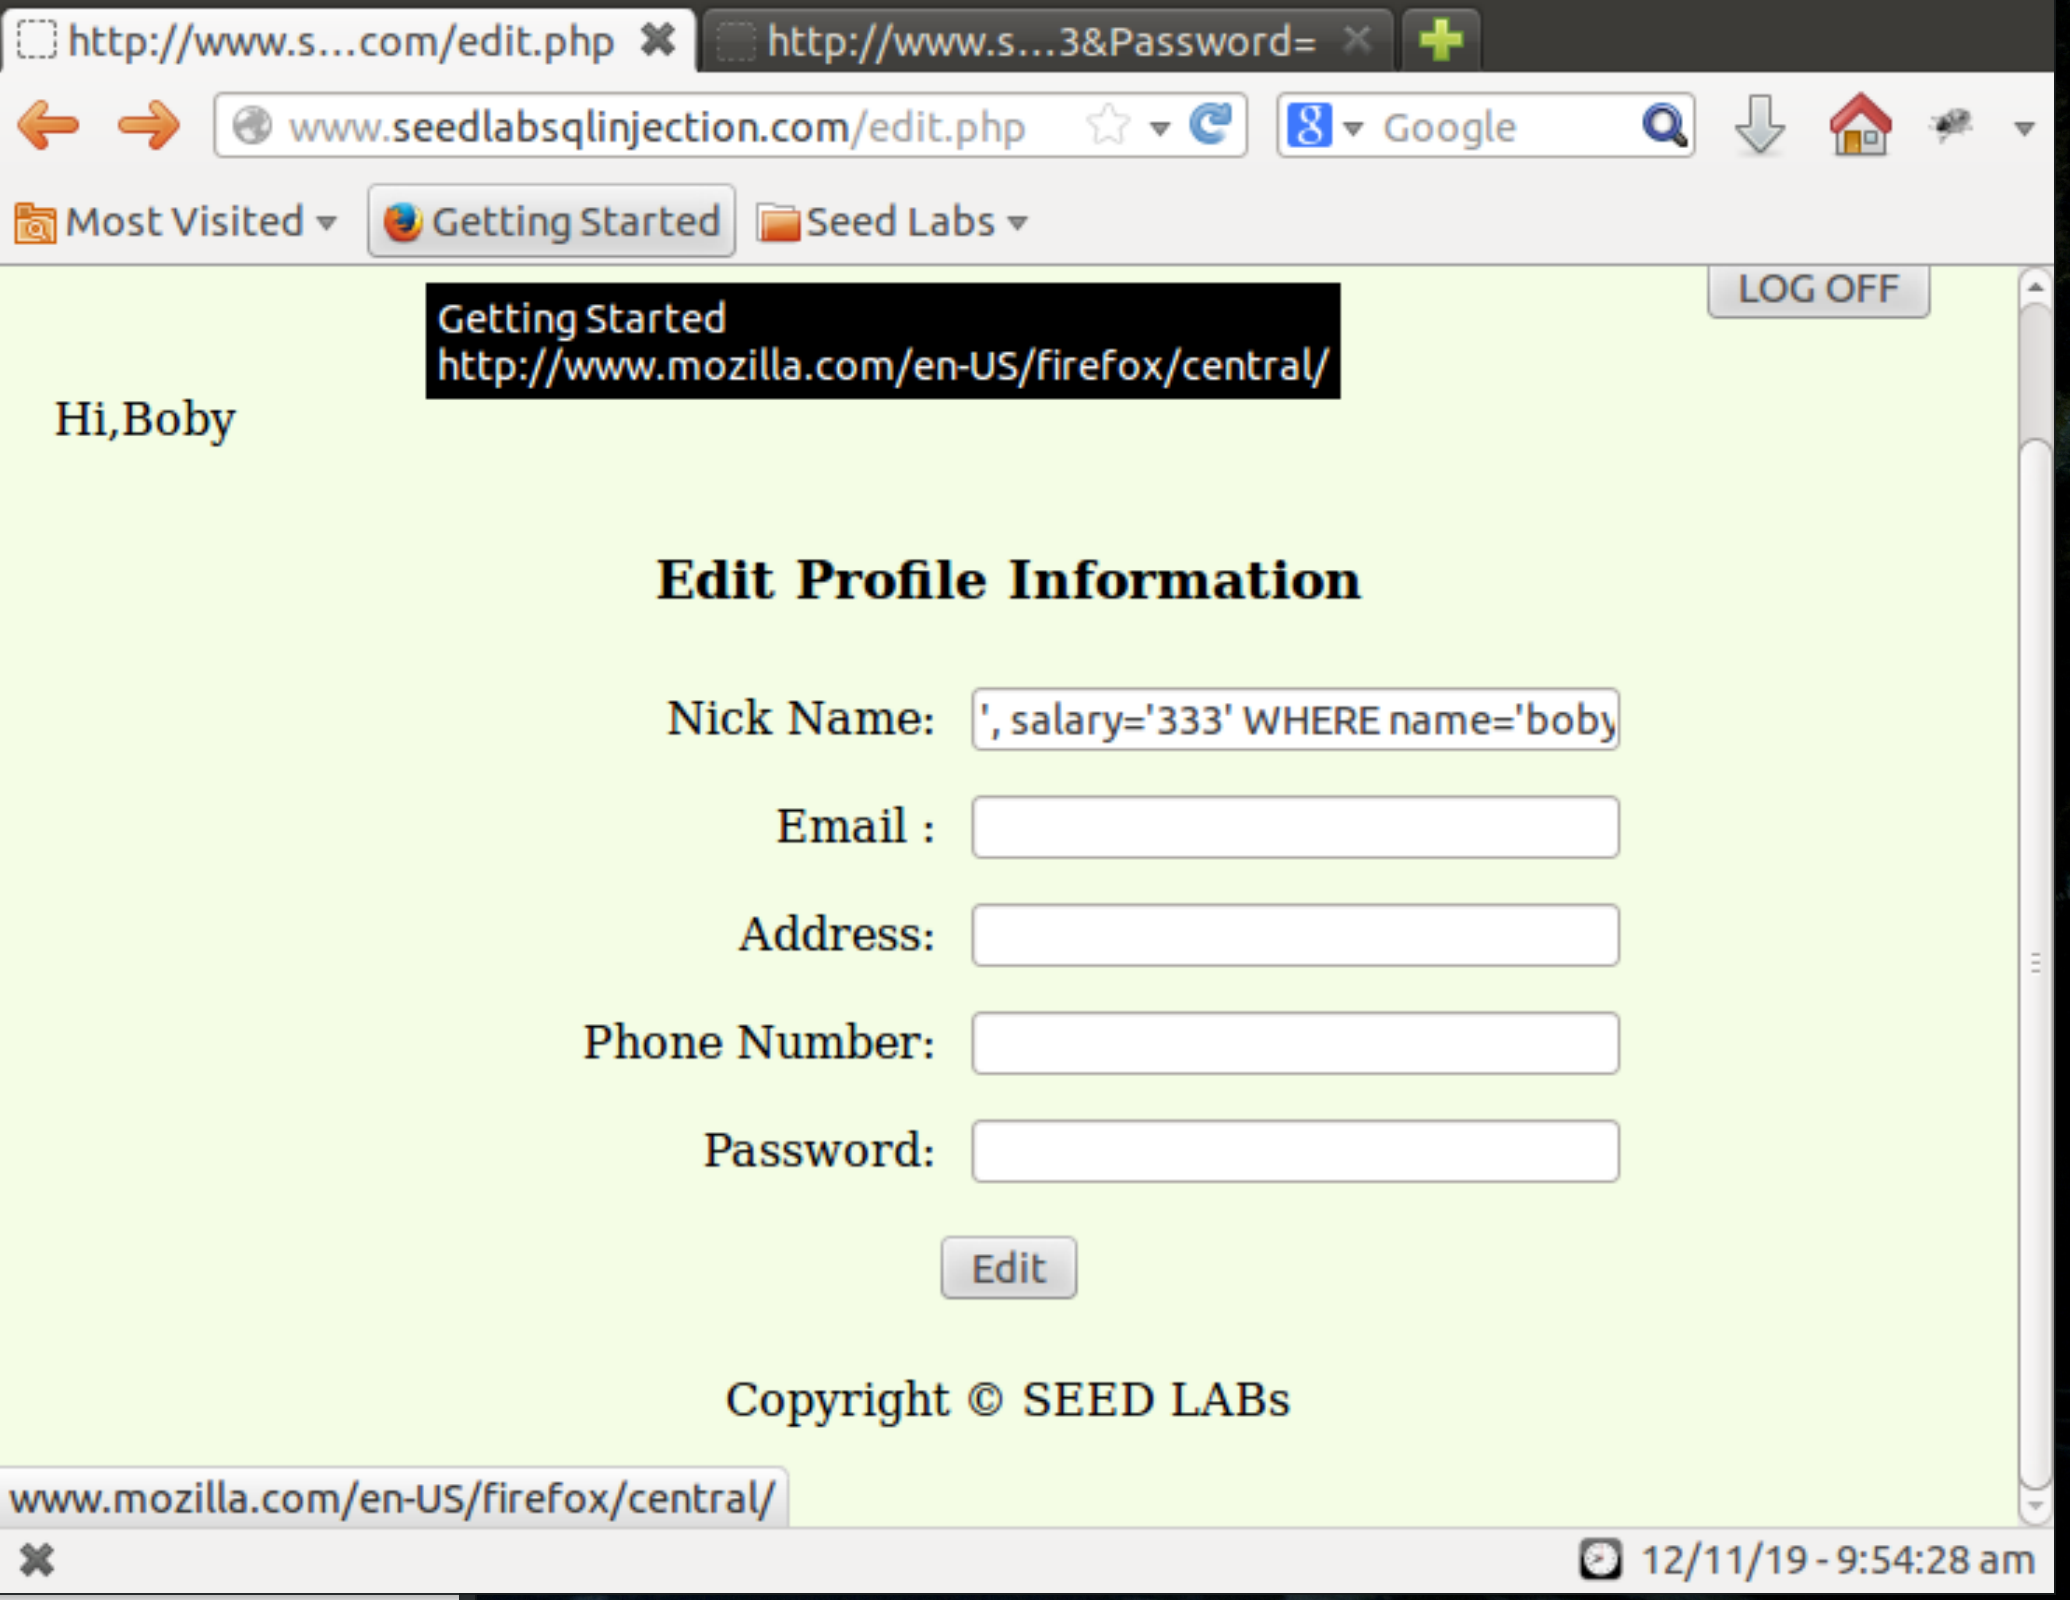 http://www.s...com/edit.php http://www.s...3&Password=
www.seedlabsqlinjection.com/edit.php Google
Most Visited Getting Started Seed Labs
LOG OFF
Getting Started
http://www.mozilla.com/en-US/firefox/central/
Hi,Boby
Edit Profile Information
Nick Name: ', salary='333' WHERE name='boby
Email :
Address:
Phone Number:
Password:
Edit
Copyright © SEED LABs
www.mozilla.com/en-US/firefox/central/
12/11/19 - 9:54:28 am